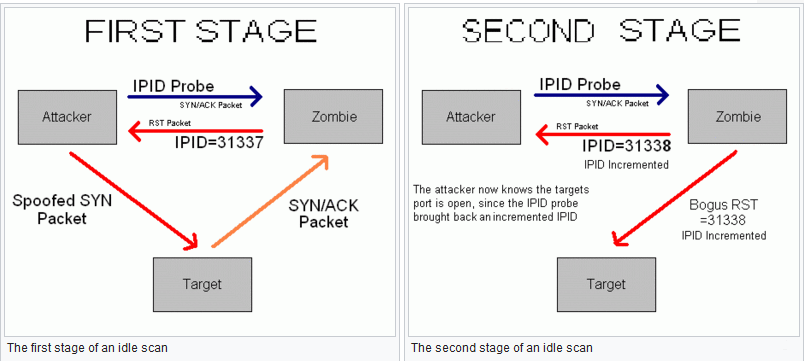 FIRST STAGE
IPID Probe
SYN/ACK Packet
Attacker
Zombie
RST Packet
IPID=31337
Spoofed SYN
Packet
SYN/ACK
Packet
Target
The first stage of an idle scan
SECOND STAGE
IPID Probe
SYN/ACK Packet
Attacker
Zombie
RST Packet
IPID=31338
IPID Incremented
The attacker now knows the targets
port is open, since the IPID probe
brought back an incremented IPID
Bogus RST
=31338
IPID Incremented
Target
The second stage of an idle scan